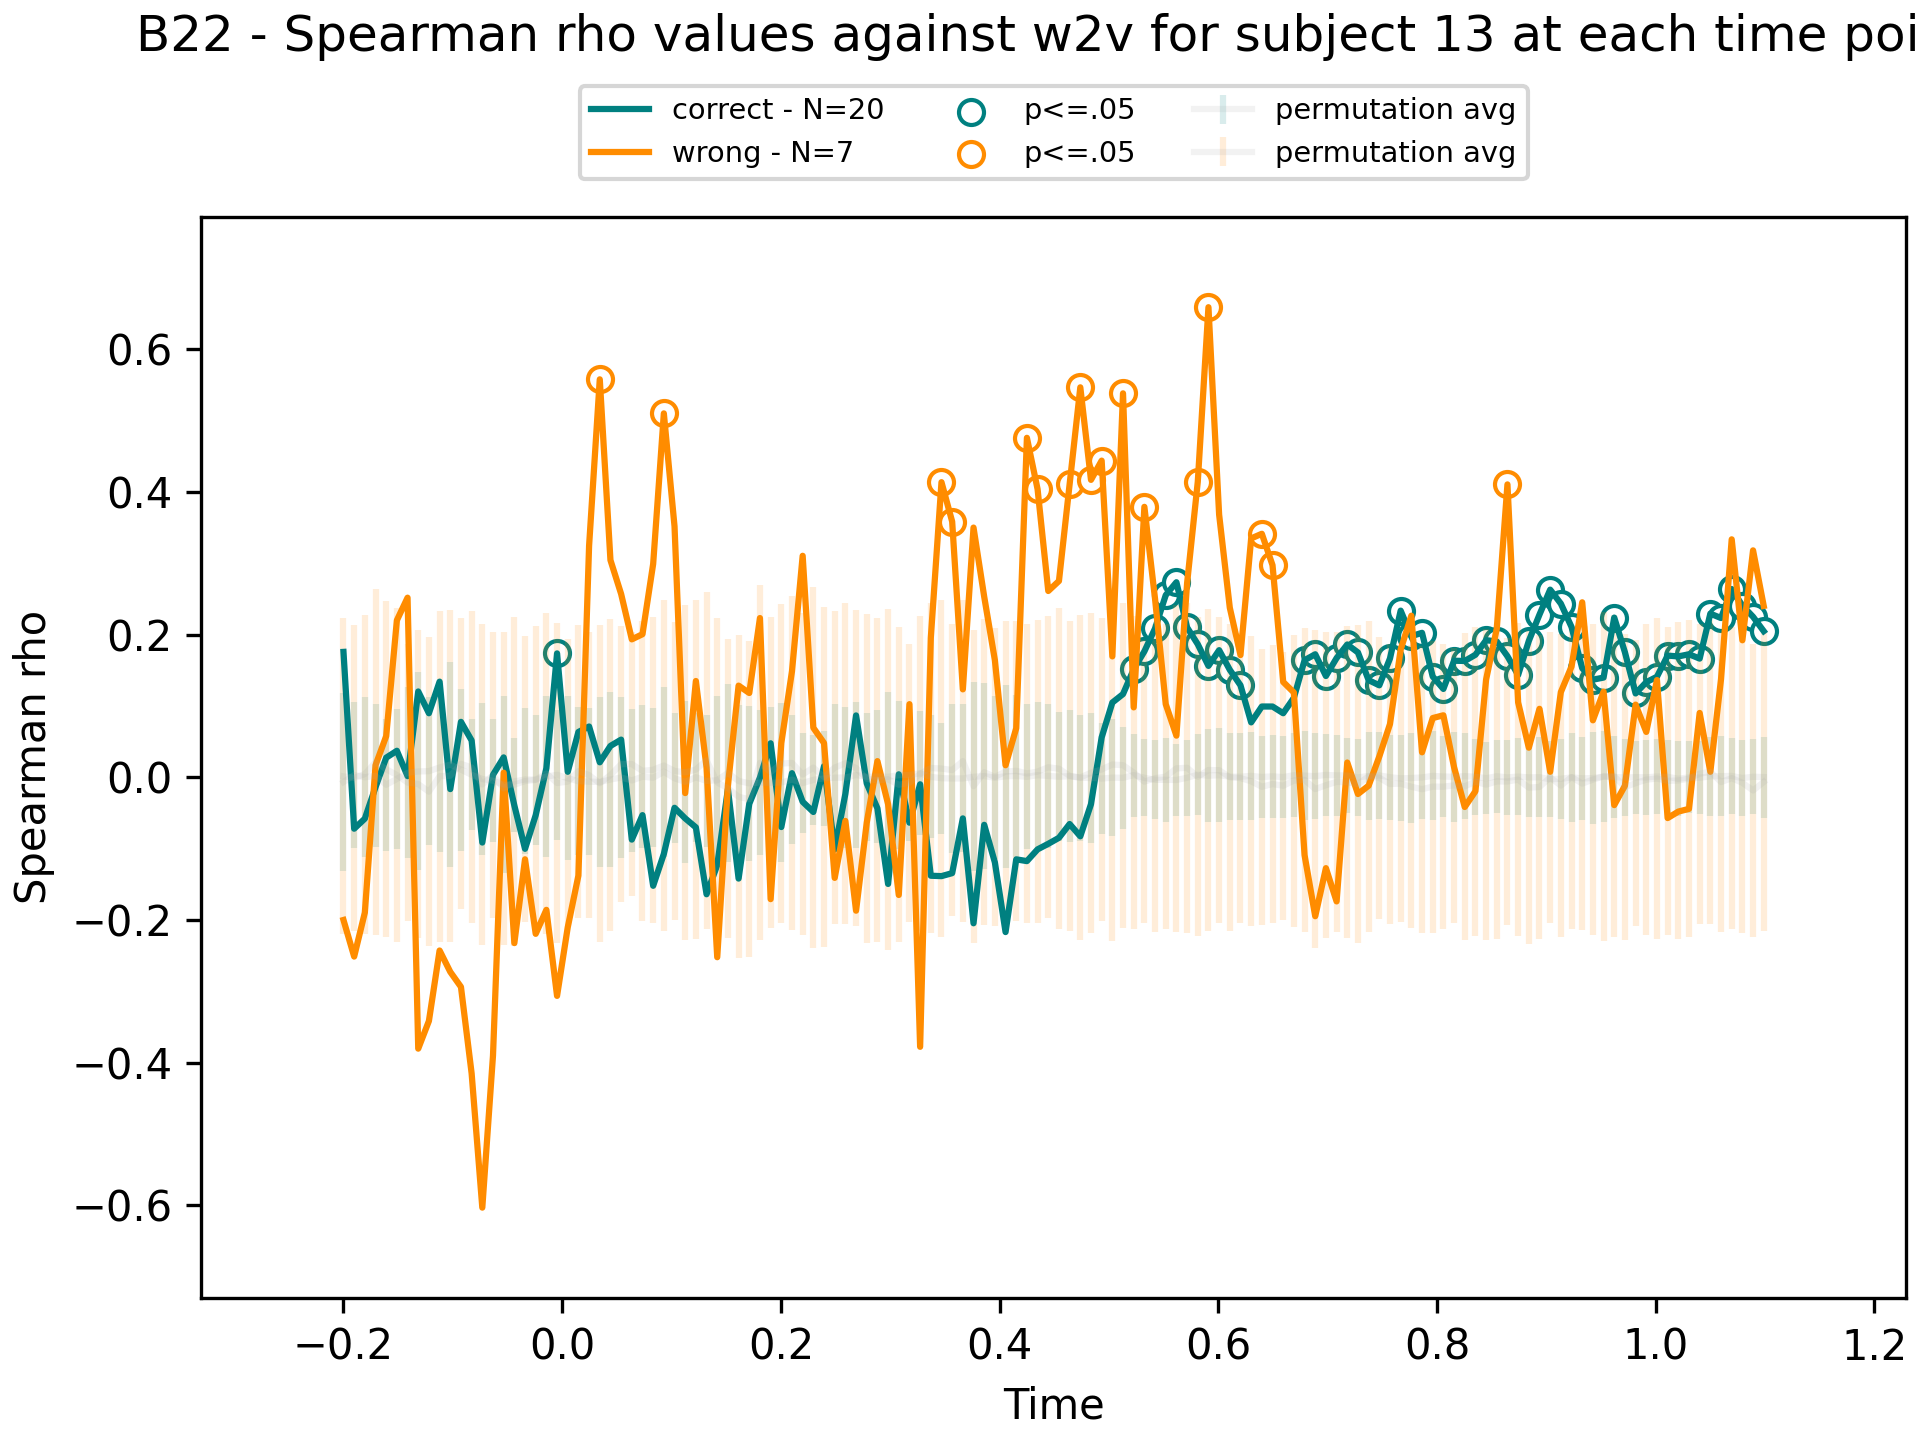 B22 - Spearman rho values against w2v for subject 13 at each time poi
correct - N=20
wrong - N=7
p<=.05
p<=.05
permutation avg
permutation avg
Spearman rho
0.6
0.4
0.2
0.0
−0.2
−0.4
−0.6
−0.2 0.0 0.2 0.4 0.6 0.8 1.0 1.2
Time